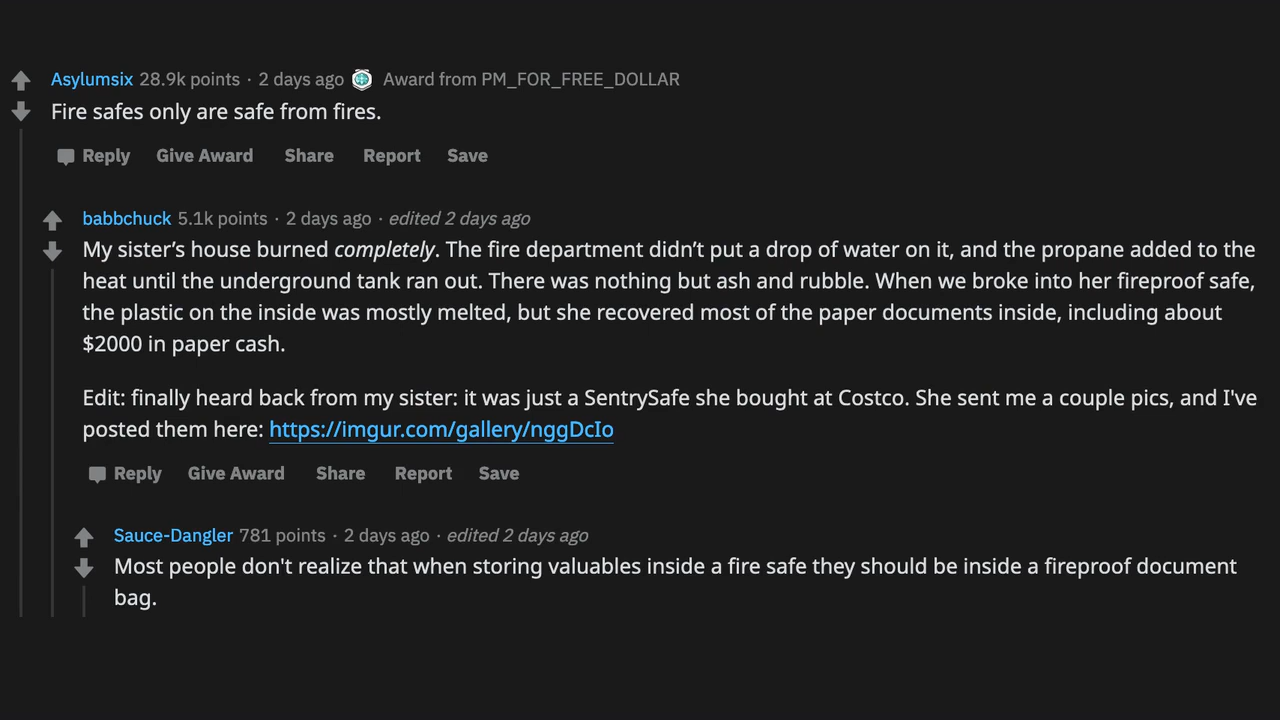 Asylumsix 28.9k points · 2 days ago Award from PM_FOR_FREE_DOLLAR
Fire safes only are safe from fires.
Reply Give Award Share Report Save
babbchuck 5.1k points · 2 days ago · edited 2 days ago
My sister’s house burned completely. The fire department didn’t put a drop of water on it, and the propane added to the
heat until the underground tank ran out. There was nothing but ash and rubble. When we broke into her fireproof safe,
the plastic on the inside was mostly melted, but she recovered most of the paper documents inside, including about
$2000 in paper cash.
Edit: finally heard back from my sister: it was just a SentrySafe she bought at Costco. She sent me a couple pics, and I've
posted them here: https://imgur.com/gallery/nggDcIo
Reply Give Award Share Report Save
Sauce-Dangler 781 points · 2 days ago · edited 2 days ago
Most people don't realize that when storing valuables inside a fire safe they should be inside a fireproof document
bag.